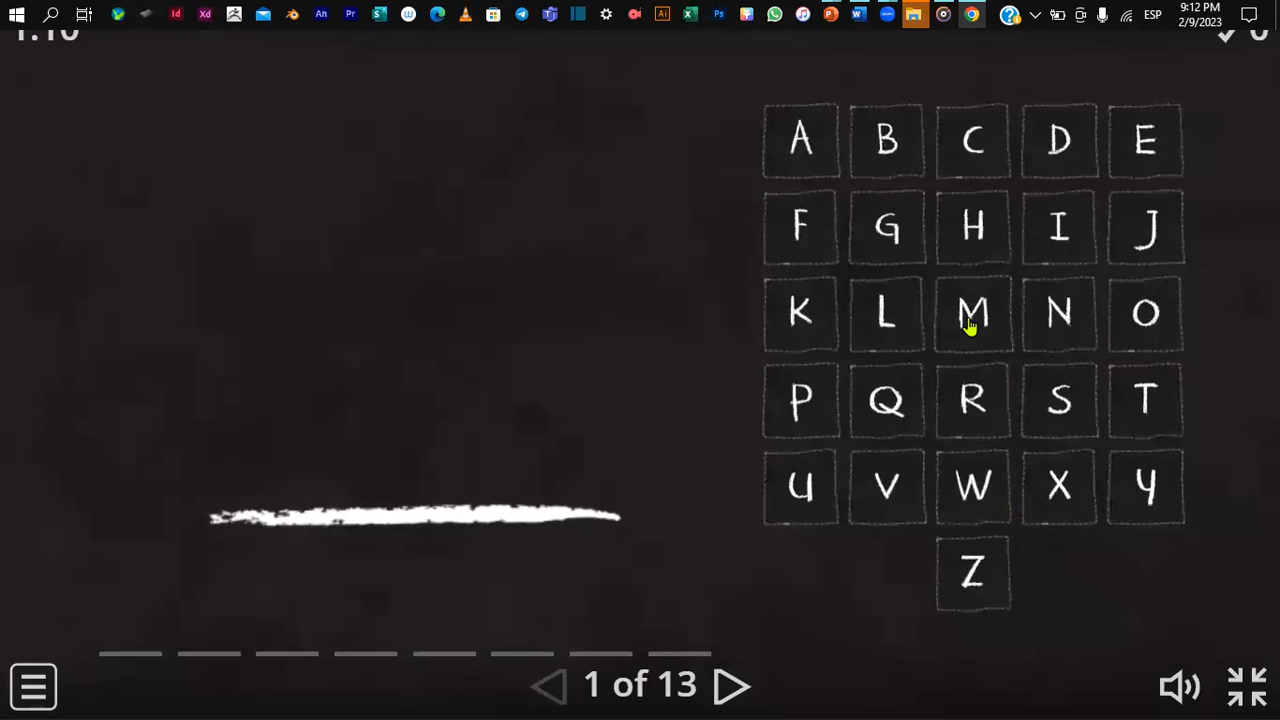 ESP
9:12 PM
2/9/2023
A B C D E
F G H I J
K L M N O
P Q R S T
U V W X Y
Z
1 of 13